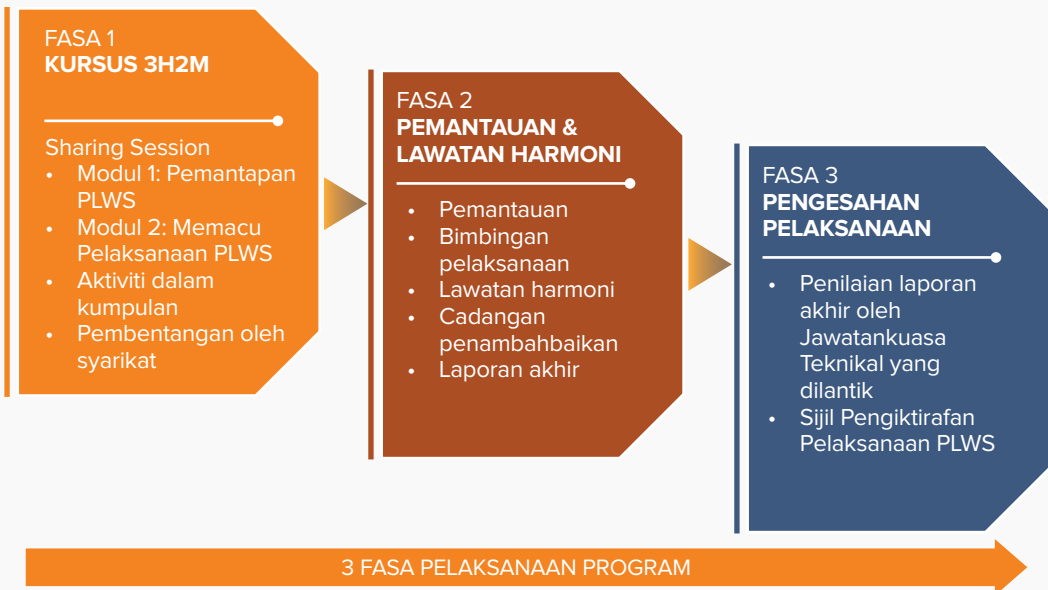 FASA 1
KURSUS 3H2M
Sharing Session
• Modul 1: Pemantapan
PLWS
• Modul 2: Memacu
Pelaksanaan PLWS
• Aktiviti dalam
kumpulan
• Pembentangan oleh
syarikat
FASA 2
PEMANTAUAN &
LAWATAN HARMONI
• Pemantauan
• Bimbingan
pelaksanaan
• Lawatan harmoni
• Cadangan
penambahbaikan
• Laporan akhir
FASA 3
PENGESAHAN
PELAKSANAAN
• Penilaian laporan
akhir oleh
Jawatankuasa
Teknikal yang
dilantik
• Sijil Pengiktirafan
Pelaksanaan PLWS
3 FASA PELAKSANAAN PROGRAM